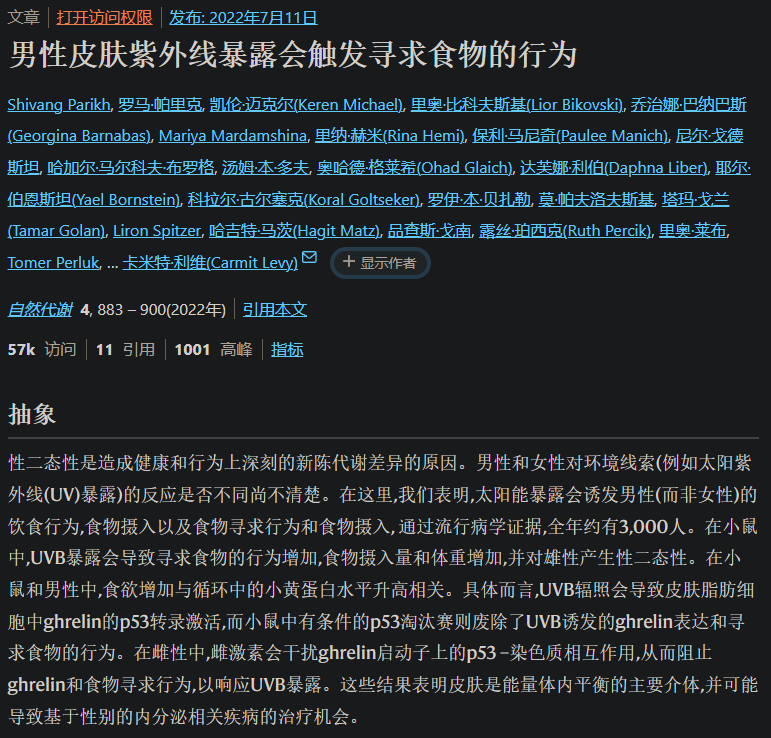 文章 打开访问权限 发布: 2022年7月11日
男性皮肤紫外线暴露会触发寻求食物的行为
Shivang Parikh, 罗马·帕里克, 凯伦·迈克尔(Keren Michael), 里奥·比科夫斯基(Lior Bikovski), 乔治娜·巴纳巴斯
(Georgina Barnabas), Mariya Mardamshina, 里纳·赫米(Rina Hemi), 保利·马尼奇(Paulee Manich), 尼尔·戈德
斯坦, 哈加尔·马尔科夫·布罗格, 汤姆·本·多夫, 奥哈德·格莱希(Ohad Glaich), 达芙娜·利伯(Daphna Liber), 耶尔·
伯恩斯坦(Yael Bornstein), 科拉尔·古尔塞克(Koral Goltseker), 罗伊·本·贝扎勒, 莫·帕夫洛夫斯基, 塔玛·戈兰
(Tamar Golan), Liron Spitzer, 哈吉特·马茨(Hagit Matz), 品查斯·戈南, 露丝·珀西克(Ruth Percik), 里奥·莱布,
Tomer Perluk, ... 卡米特·利维(Carmit Levy) + 显示作者
自然代谢 4, 883 – 900(2022年) 引用本文
57k 访问 11 引用 1001 高峰 指标
抽象
性二态性是造成健康和行为上深刻的新陈代谢差异的原因。男性和女性对环境线索(例如太阳紫
外线(UV)暴露)的反应是否不同尚不清楚。在这里,我们表明,太阳能暴露会诱发男性(而非女性)的
饮食行为,食物摄入以及食物寻求行为和食物摄入, 通过流行病学证据,全年约有3,000人。在小鼠
中,UVB暴露会导致寻求食物的行为增加,食物摄入量和体重增加,并对雄性产生性二态性。在小
鼠和男性中,食欲增加与循环中的小黄蛋白水平升高相关。具体而言,UVB辐照会导致皮肤脂肪细
胞中ghrelin的p53转录激活,而小鼠中有条件的p53淘汰赛则废除了UVB诱发的ghrelin表达和寻
求食物的行为。在雌性中,雌激素会干扰ghrelin启动子上的p53 –染色质相互作用,从而阻止
ghrelin和食物寻求行为,以响应UVB暴露。这些结果表明皮肤是能量体内平衡的主要介体,并可能
导致基于性别的内分泌相关疾病的治疗机会。